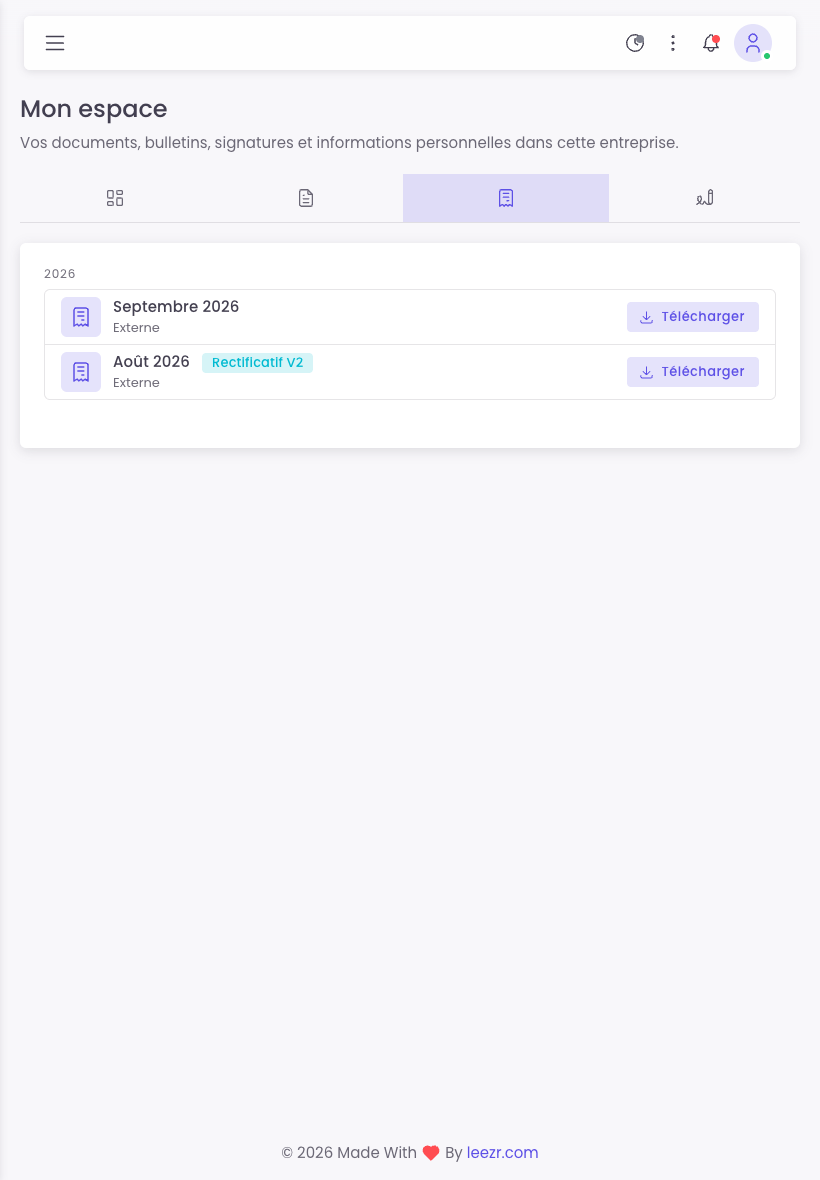 Mon espace
Vos documents, bulletins, signatures et informations personnelles dans cette entreprise.
2026
Septembre 2026
Externe
Télécharger
Août 2026 Rectificatif V2
Externe
Télécharger
© 2026 Made With By leezr.com